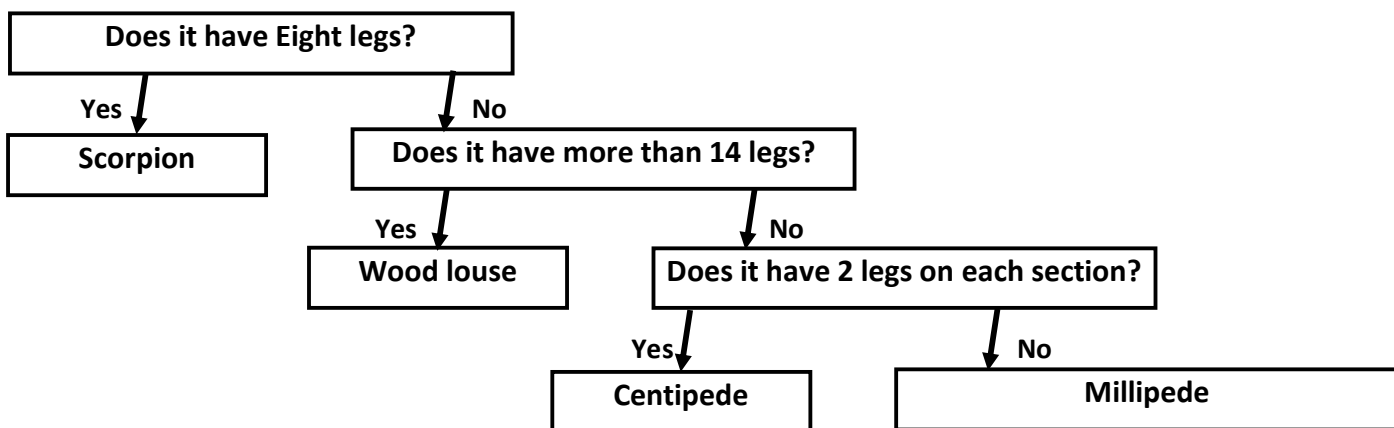 Does it have Eight legs?
Yes
No
Scorpion
Does it have more than 14 legs?
Yes
No
Wood louse
Does it have 2 legs on each section?
Yes
No
Centipede
Millipede